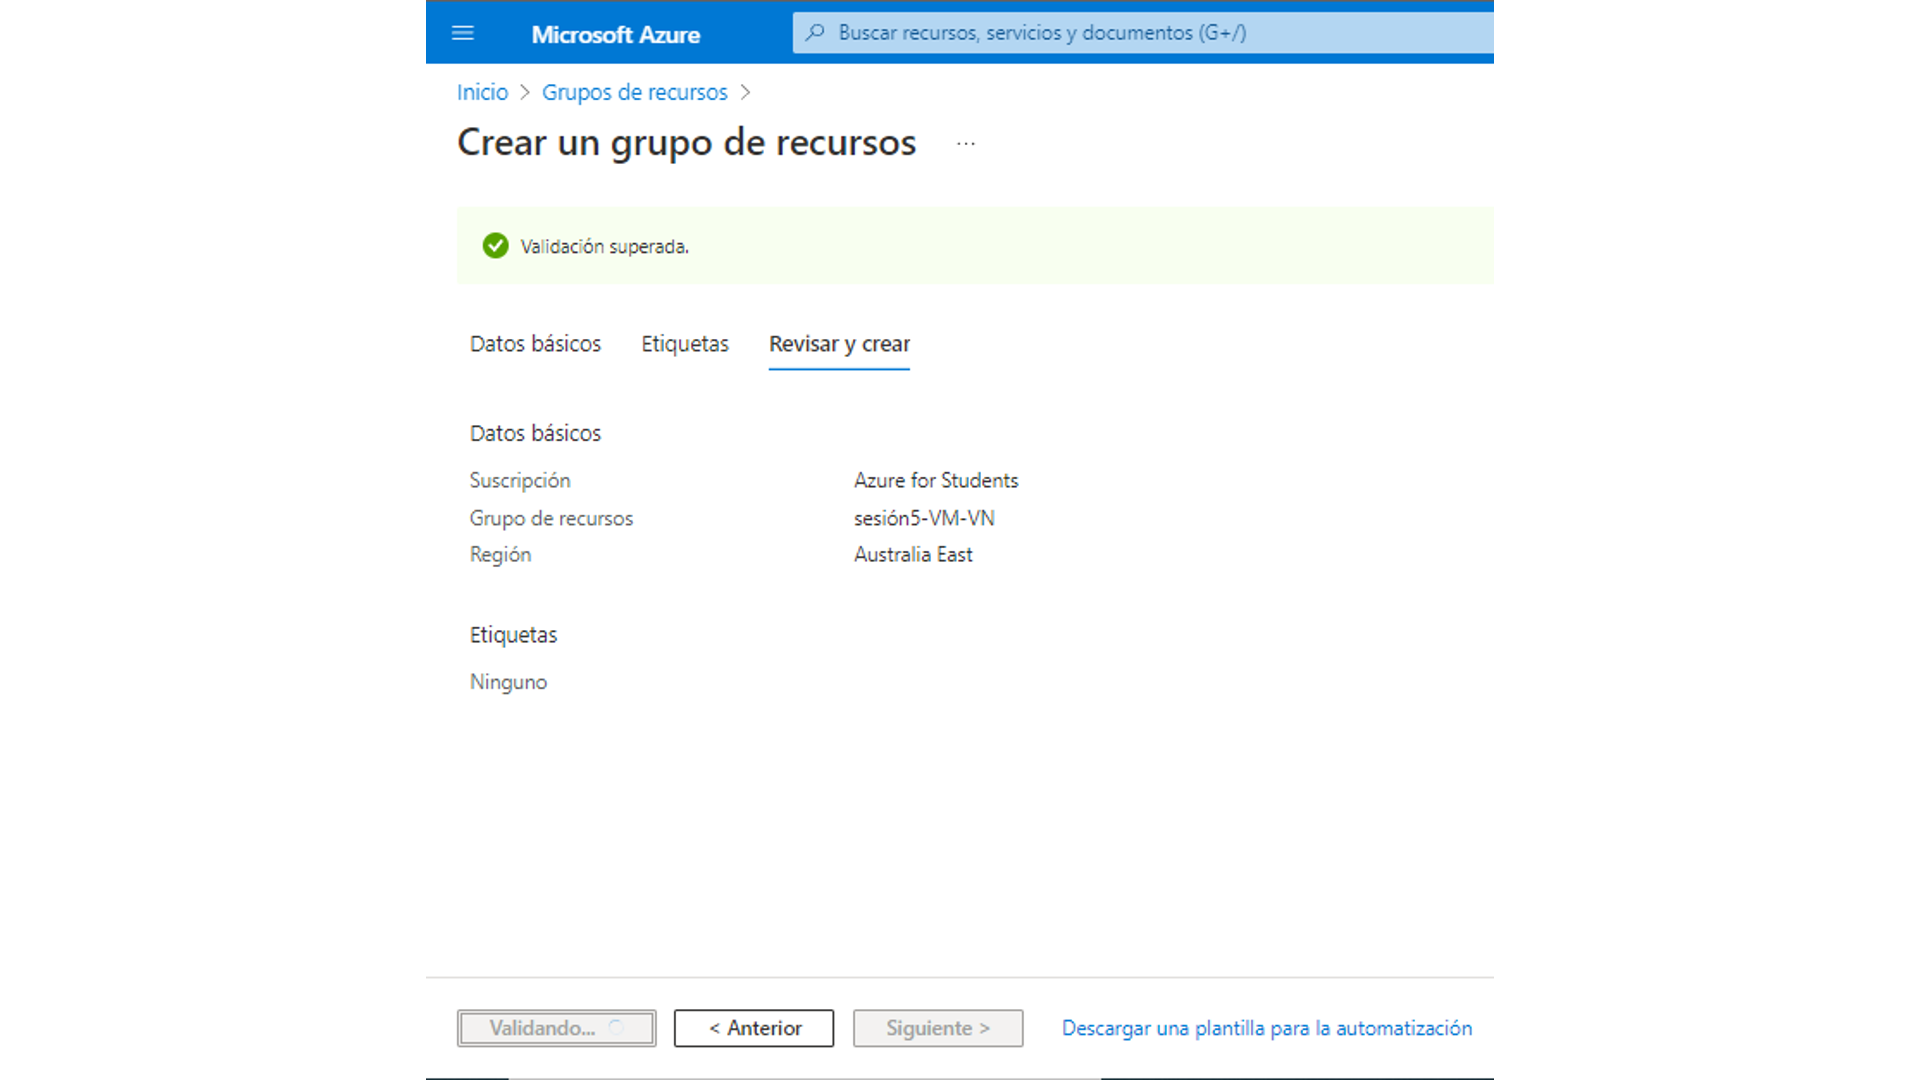 Microsoft Azure
Buscar recursos, servicios y documentos (G+/)
Inicio > Grupos de recursos >
Crear un grupo de recursos ...
Validación superada.
Datos básicos Etiquetas Revisar y crear
Datos básicos
Suscripción Azure for Students
Grupo de recursos sesión5-VM-VN
Región Australia East
Etiquetas
Ninguno
Validando... < Anterior Siguiente > Descargar una plantilla para la automatización